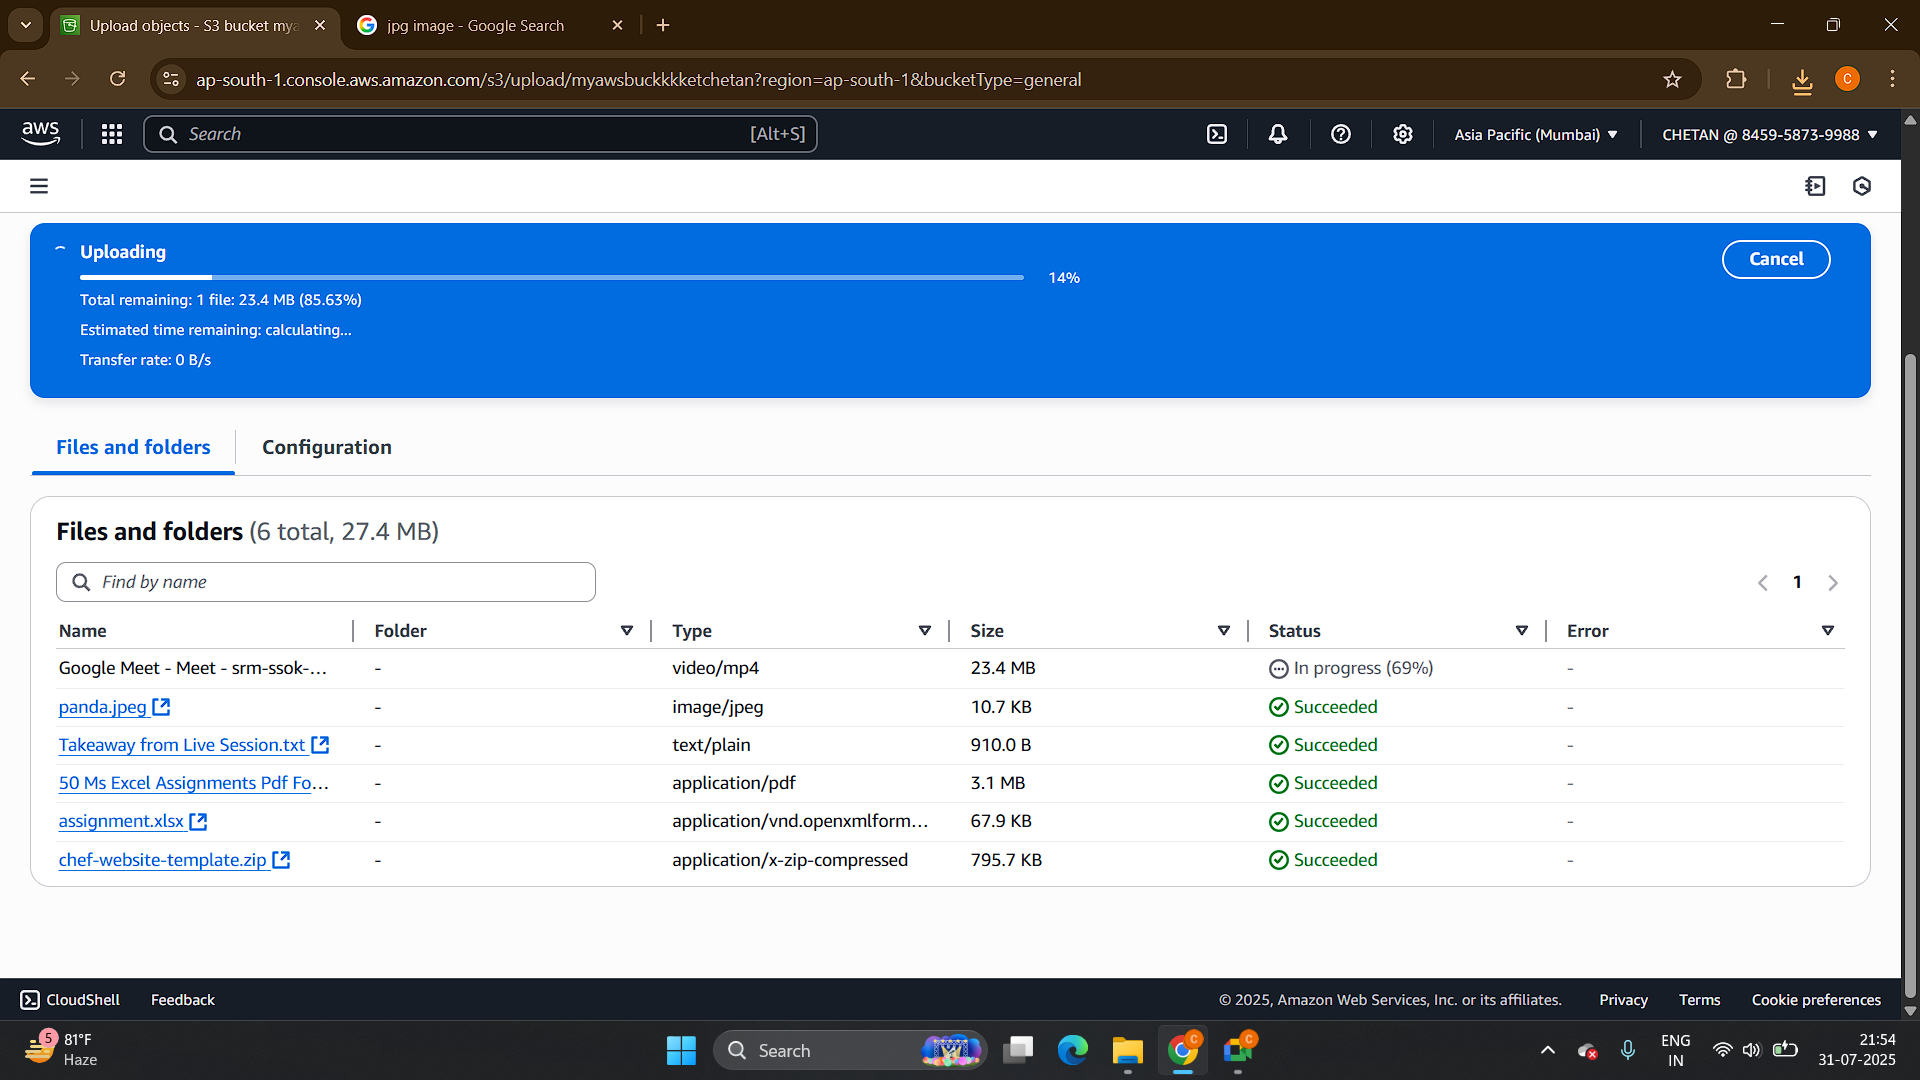 Upload objects - S3 bucket mya
jpg image - Google Search
ap-south-1.console.aws.amazon.com/s3/upload/myawsbuckkkketchetan?region=ap-south-1&bucketType=general
C
aws
Search
[Alt+S]
Asia Pacific (Mumbai)
CHETAN @ 8459-5873-9988
Uploading
Cancel
14%
Total remaining: 1 file: 23.4 MB (85.63%)
Estimated time remaining: calculating...
Transfer rate: 0 B/s
Files and folders
Configuration
Files and folders (6 total, 27.4 MB)
Find by name
1
Name Folder Type Size Status Error
Google Meet - Meet - srm-ssok-... - video/mp4 23.4 MB In progress (69%) -
panda.jpeg - image/jpeg 10.7 KB Succeeded -
Takeaway from Live Session.txt - text/plain 910.0 B Succeeded -
50 Ms Excel Assignments Pdf Fo... - application/pdf 3.1 MB Succeeded -
assignment.xlsx - application/vnd.openxmlform... 67.9 KB Succeeded -
chef-website-template.zip - application/x-zip-compressed 795.7 KB Succeeded -
CloudShell Feedback © 2025, Amazon Web Services, Inc. or its affiliates. Privacy Terms Cookie preferences
5
81°F
Haze
Search
C
C
ENG
IN
21:54
31-07-2025